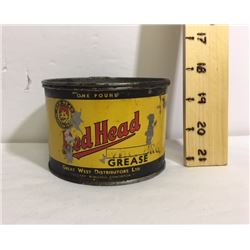 ONE POUND
Red Head
GREASE
GREAT WEST DISTRIBUTORS LTD
17
18
19
20
21